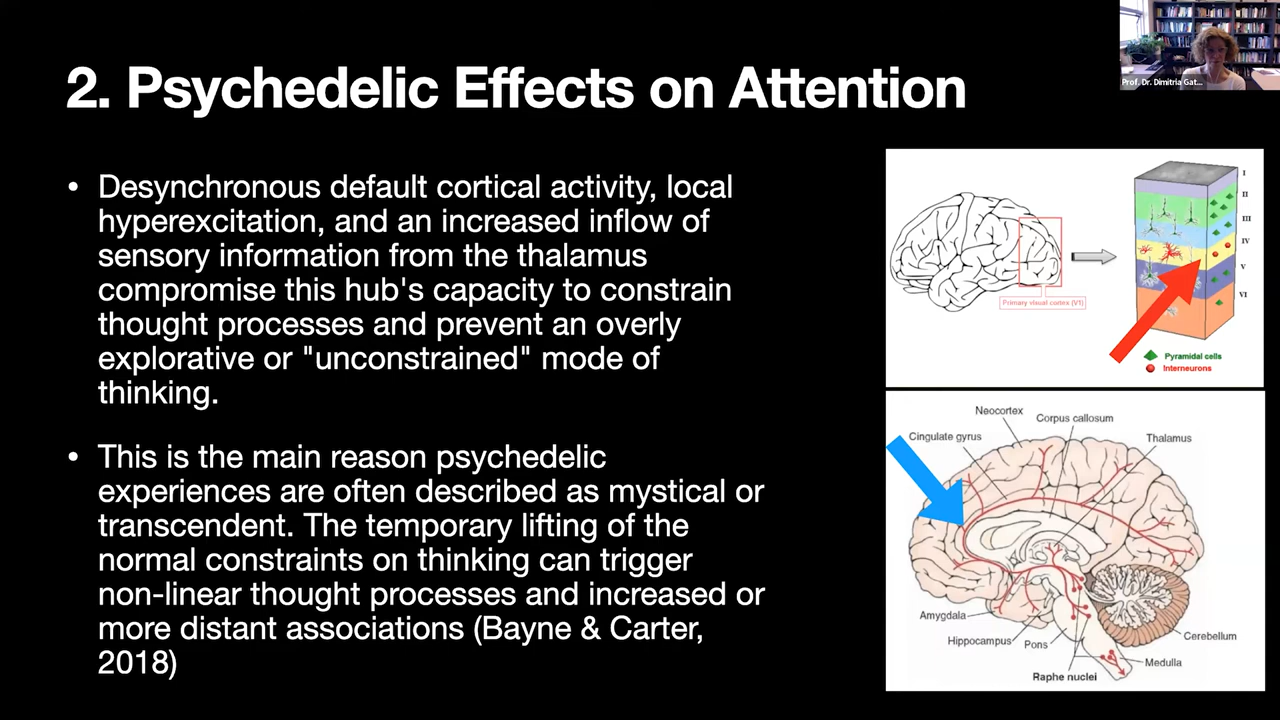 Prof. Dr. Dimitria Gat...
2. Psychedelic Effects on Attention
• Desynchronous default cortical activity, local
hyperexcitation, and an increased inflow of
sensory information from the thalamus
compromise this hub's capacity to constrain
thought processes and prevent an overly
explorative or "unconstrained" mode of
thinking.
• This is the main reason psychedelic
experiences are often described as mystical or
transcendent. The temporary lifting of the
normal constraints on thinking can trigger
non-linear thought processes and increased or
more distant associations (Bayne & Carter,
2018)
I
II
III
IV
V
VI
Primary visual cortex (V1)
Pyramidal cells
Interneurons
Neocortex
Corpus callosum
Cingulate gyrus
Thalamus
Amygdala
Hippocampus
Pons
Cerebellum
Medulla
Raphe nuclei